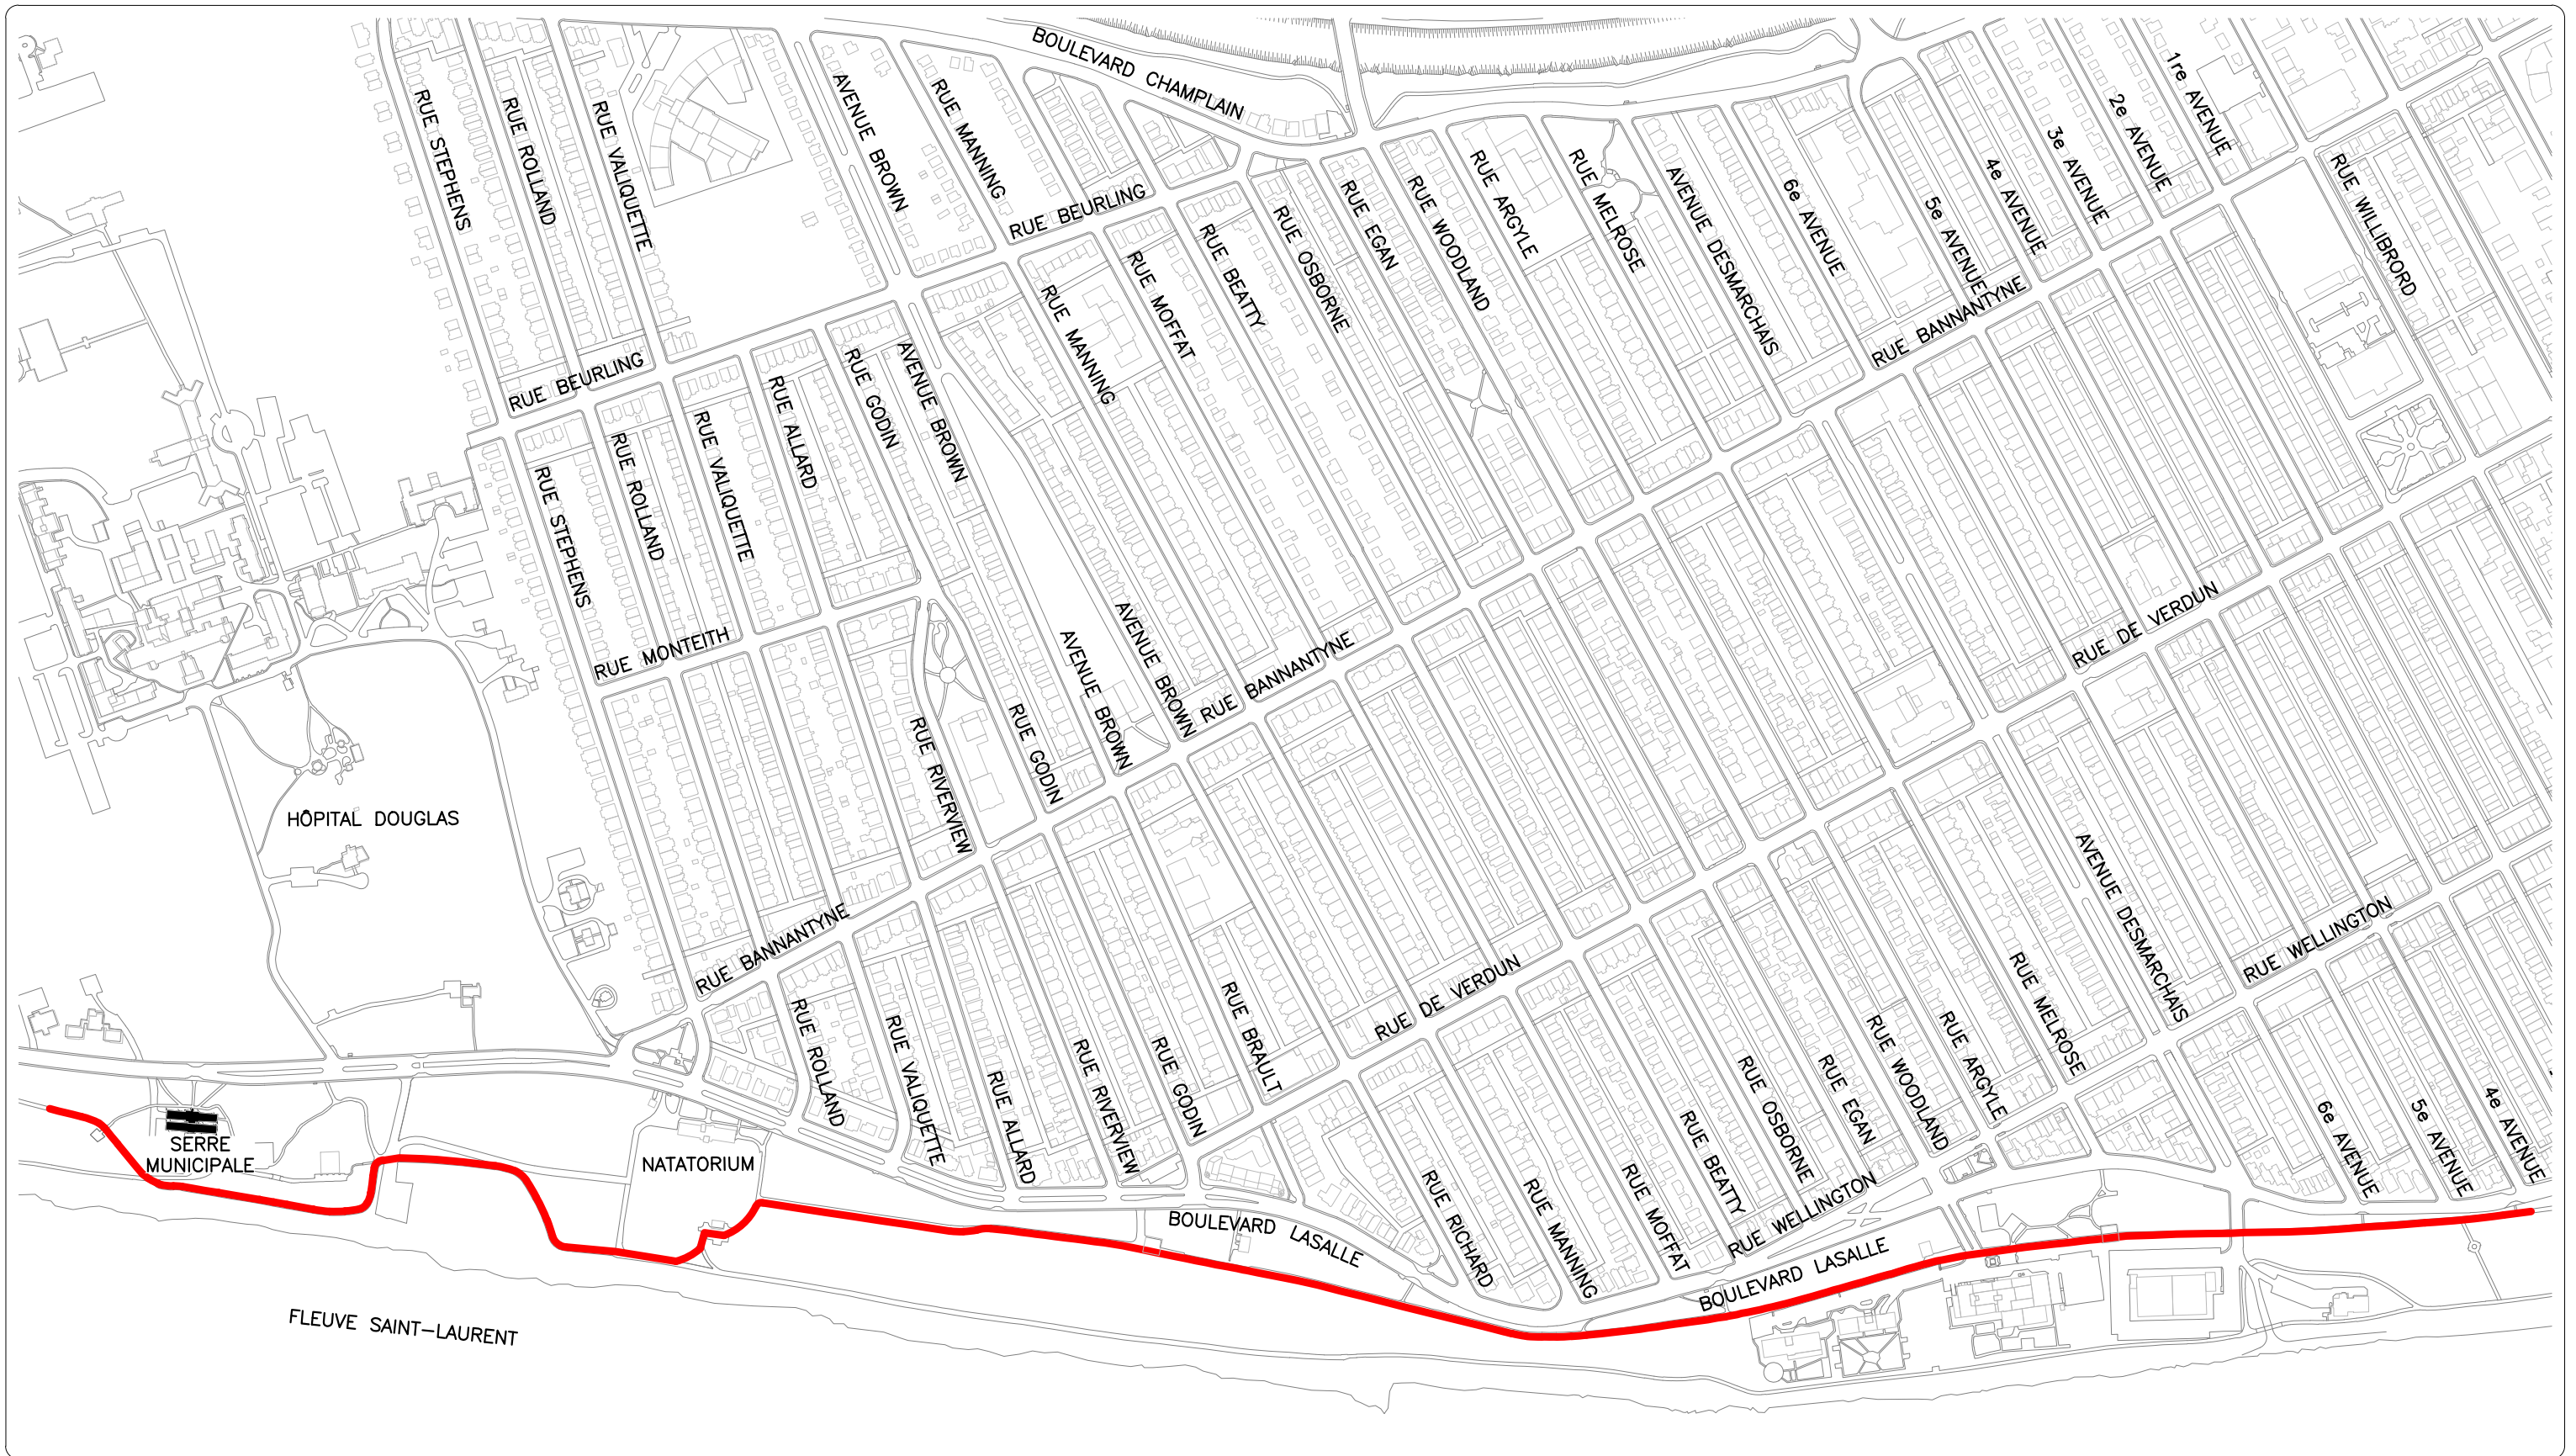 BOULEVARD CHAMPLAIN
1re AVENUE
2e AVENUE
3e AVENUE
4e AVENUE
5e AVENUE
6e AVENUE
AVENUE DESMARCHAIS
RUE MELROSE
RUE ARGYLE
RUE WOODLAND
RUE EGAN
RUE OSBORNE
RUE BEATTY
RUE MOFFAT
RUE MANNING
RUE BEURLING
RUE MANNING
AVENUE BROWN
RUE VALIQUETTE
RUE ROLLAND
RUE STEPHENS
RUE WILLIBRORD
RUE BANNANTYNE
RUE BEURLING
RUE STEPHENS
RUE ROLLAND
RUE VALIQUETTE
RUE ALLARD
RUE GODIN
AVENUE BROWN
AVENUE BROWN
AVENUE BROWN
RUE BANNANTYNE
RUE MONTEITH
RUE DE VERDUN
RUE RIVERVIEW
RUE GODIN
HÔPITAL DOUGLAS
RUE BANNANTYNE
RUE ROLLAND
RUE VALIQUETTE
RUE ALLARD
RUE RIVERVIEW
RUE GODIN
RUE BRAULT
RUE DE VERDUN
RUE RICHARD
RUE MANNING
RUE MOFFAT
RUE BEATTY
RUE OSBORNE
RUE EGAN
RUE WOODLAND
RUE ARGYLE
RUE MELROSE
AVENUE DESMARCHAIS
RUE WELLINGTON
6e AVENUE
5e AVENUE
4e AVENUE
RUE WELLINGTON
SERRE
MUNICIPALE
NATATORIUM
BOULEVARD LASALLE
BOULEVARD LASALLE
FLEUVE SAINT-LAURENT